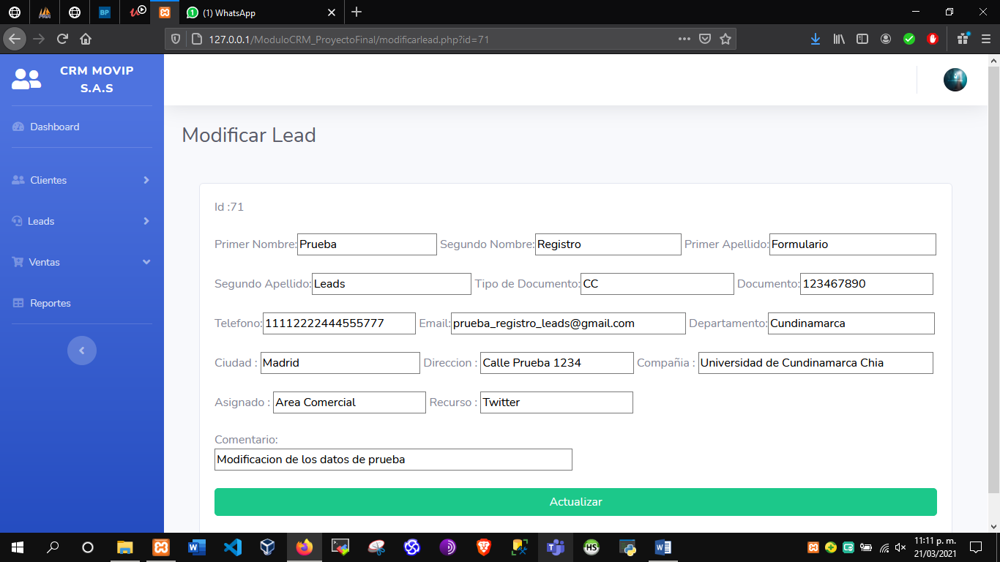 BP
(1) WhatsApp
127.0.0.1/ModuloCRM_ProyectoFinal/modificarlead.php?id=71
CRM MOVIP
S.A.S
Dashboard
Clientes
Leads
Ventas
Reportes
Modificar Lead
Id :71
Primer Nombre: Prueba Segundo Nombre: Registro Primer Apellido: Formulario
Segundo Apellido: Leads Tipo de Documento: CC Documento: 123467890
Telefono: 11112222444555777 Email: prueba_registro_leads@gmail.com Departamento: Cundinamarca
Ciudad : Madrid Direccion : Calle Prueba 1234 Compañia : Universidad de Cundinamarca Chia
Asignado : Area Comercial Recurso : Twitter
Comentario:
Modificacion de los datos de prueba
Actualizar
HS
11:11 p. m.
21/03/2021